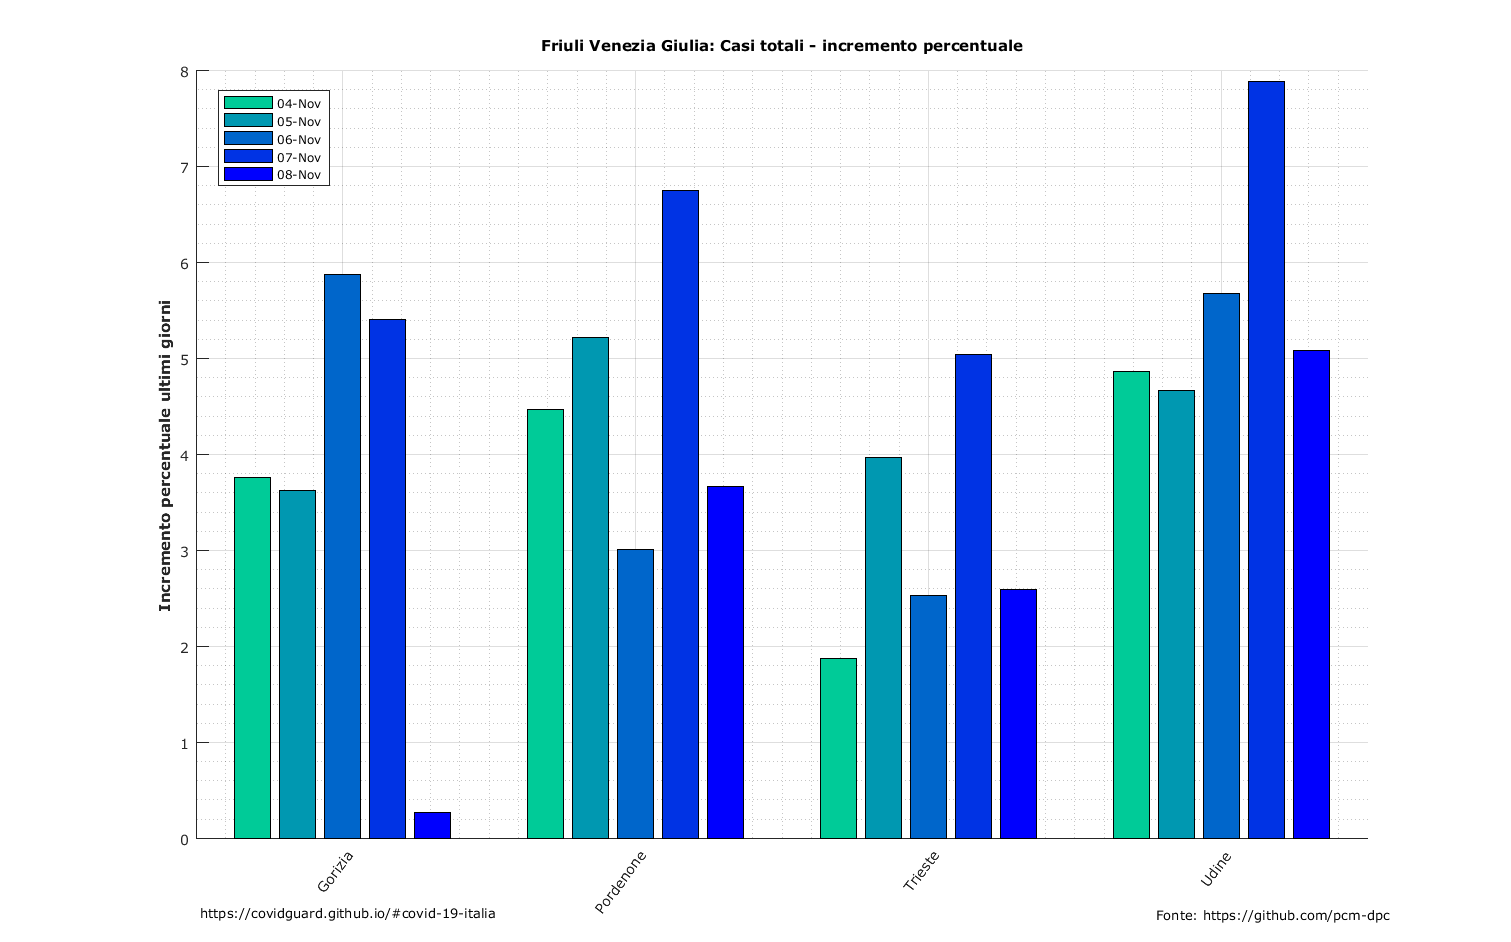 Friuli Venezia Giulia: Casi totali - incremento percentuale
8
7
6
5
4
3
2
1
0
Incremento percentuale ultimi giorni
04-Nov
05-Nov
06-Nov
07-Nov
08-Nov
Gorizia
Pordenone
Trieste
Udine
https://covidguard.github.io/#covid-19-italia
Fonte: https://github.com/pcm-dpc